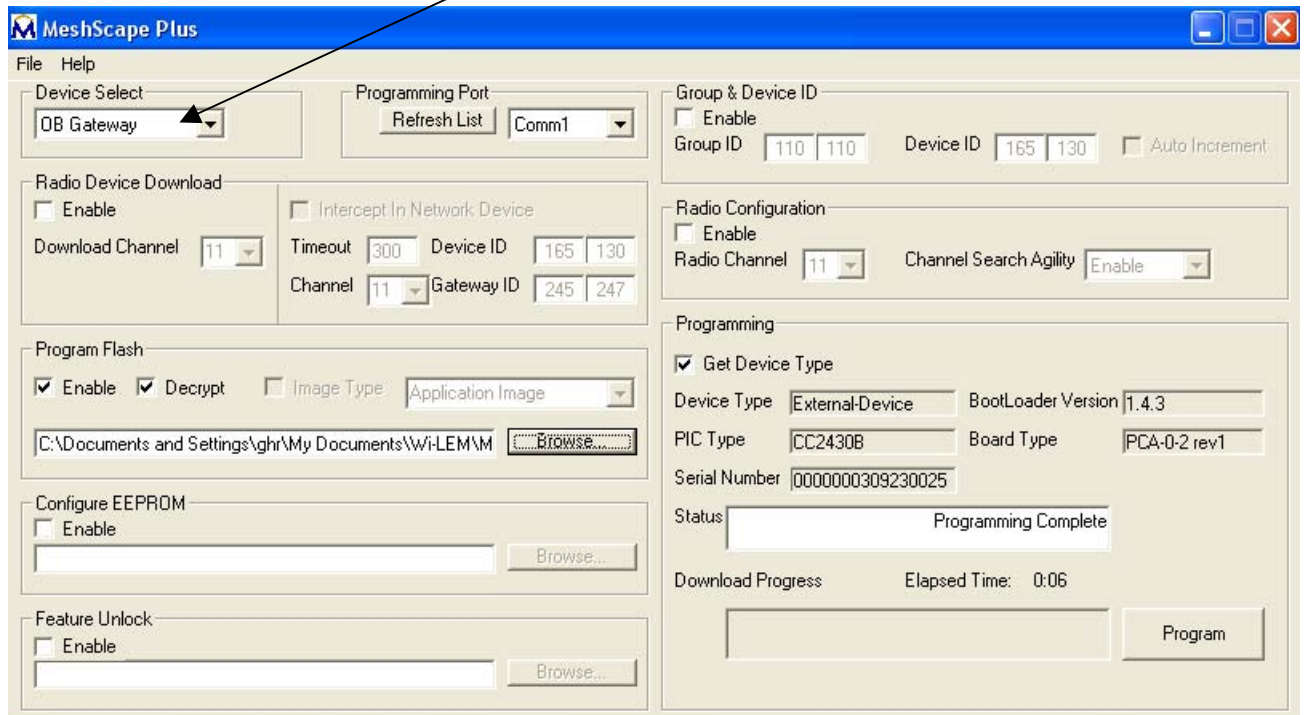 MeshScape Plus
File Help
Device Select
OB Gateway
Programming Port
Refresh List Comm1
Radio Device Download
Enable
Download Channel 11
Intercept In Network Device
Timeout 300 Device ID 165 130
Channel 11 Gateway ID 245 247
Program Flash
Enable Decrypt Image Type Application Image
C:\Documents and Settings\ghr\My Documents\Wi-LEM\M Browse...
Configure EEPROM
Enable
Browse...
Feature Unlock
Enable
Browse...
Group & Device ID
Enable
Group ID 110 110 Device ID 165 130 Auto Increment
Radio Configuration
Enable
Radio Channel 11 Channel Search Agility Enable
Programming
Get Device Type
Device Type External-Device BootLoader Version 1.4.3
PIC Type CC2430B Board Type PCA-0-2 rev1
Serial Number 0000000309230025
Status Programming Complete
Download Progress Elapsed Time: 0:06
Program